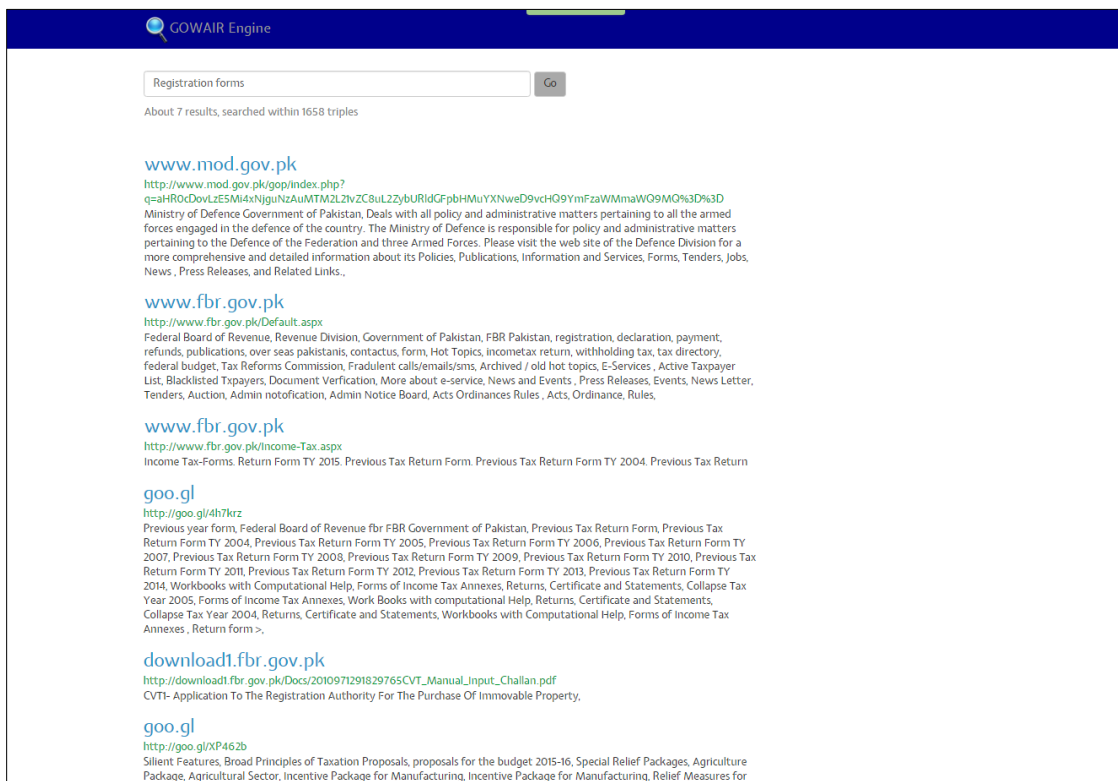 GOWAIR Engine
Registration forms
Go
About 7 results, searched within 1658 triples
www.mod.gov.pk
http://www.mod.gov.pk/gop/index.php?
q=aHR0cDovLzE5Mi4xNjguNzAuMTM2L21vZC8uL2ZybURldGFpbHMuYXNweD9vcHQ9YmFzaWMmaWQ9MQ%3D%3D
Ministry of Defence Government of Pakistan, Deals with all policy and administrative matters pertaining to all the armed
forces engaged in the defence of the country. The Ministry of Defence is responsible for policy and administrative matters
pertaining to the Defence of the Federation and three Armed Forces. Please visit the web site of the Defence Division for a
more comprehensive and detailed information about its Policies, Publications, Information and Services, Forms, Tenders, Jobs,
News , Press Releases, and Related Links.,
www.fbr.gov.pk
http://www.fbr.gov.pk/Default.aspx
Federal Board of Revenue, Revenue Division, Government of Pakistan, FBR Pakistan, registration, declaration, payment,
refunds, publications, over seas pakistanis, contactus, form, Hot Topics, incometax return, withholding tax, tax directory,
federal budget, Tax Reforms Commission, Fradulent calls/emails/sms, Archived / old hot topics, E-Services , Active Taxpayer
List, Blacklisted Txpayers, Document Verfication, More about e-service, News and Events , Press Releases, Events, News Letter,
Tenders, Auction, Admin notofication, Admin Notice Board, Acts Ordinances Rules , Acts, Ordinance, Rules,
www.fbr.gov.pk
http://www.fbr.gov.pk/Income-Tax.aspx
Income Tax-Forms. Return Form TY 2015. Previous Tax Return Form. Previous Tax Return Form TY 2004. Previous Tax Return
goo.gl
http://goo.gl/4h7krz
Previous year form, Federal Board of Revenue fbr FBR Government of Pakistan, Previous Tax Return Form, Previous Tax
Return Form TY 2004, Previous Tax Return Form TY 2005, Previous Tax Return Form TY 2006, Previous Tax Return Form TY
2007, Previous Tax Return Form TY 2008, Previous Tax Return Form TY 2009, Previous Tax Return Form TY 2010, Previous Tax
Return Form TY 2011, Previous Tax Return Form TY 2012, Previous Tax Return Form TY 2013, Previous Tax Return Form TY
2014, Workbooks with Computational Help, Forms of Income Tax Annexes, Returns, Certificate and Statements, Collapse Tax
Year 2005, Forms of Income Tax Annexes, Work Books with computational Help, Returns, Certificate and Statements,
Collapse Tax Year 2004, Returns, Certificate and Statements, Workbooks with Computational Help, Forms of Income Tax
Annexes , Return form >,
download1.fbr.gov.pk
http://download1.fbr.gov.pk/Docs/2010971291829765CVT_Manual_Input_Challan.pdf
CVT1- Application To The Registration Authority For The Purchase Of Immovable Property,
goo.gl
http://goo.gl/XP462b
Silient Features, Broad Principles of Taxation Proposals, proposals for the budget 2015-16, Special Relief Packages, Agriculture
Package, Agricultural Sector, Incentive Package for Manufacturing, Incentive Package for Manufacturing, Relief Measures for